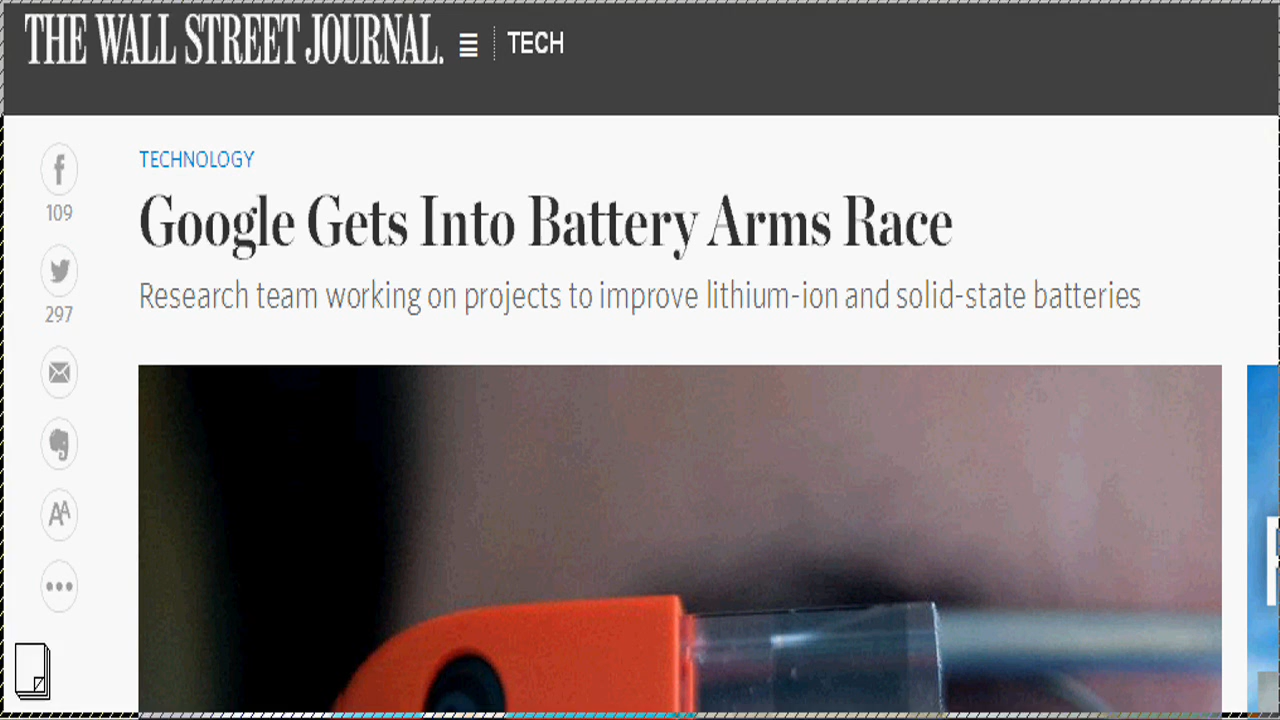 THE WALL STREET JOURNAL.
TECH
TECHNOLOGY
Google Gets Into Battery Arms Race
Research team working on projects to improve lithium-ion and solid-state batteries
109
297
AA